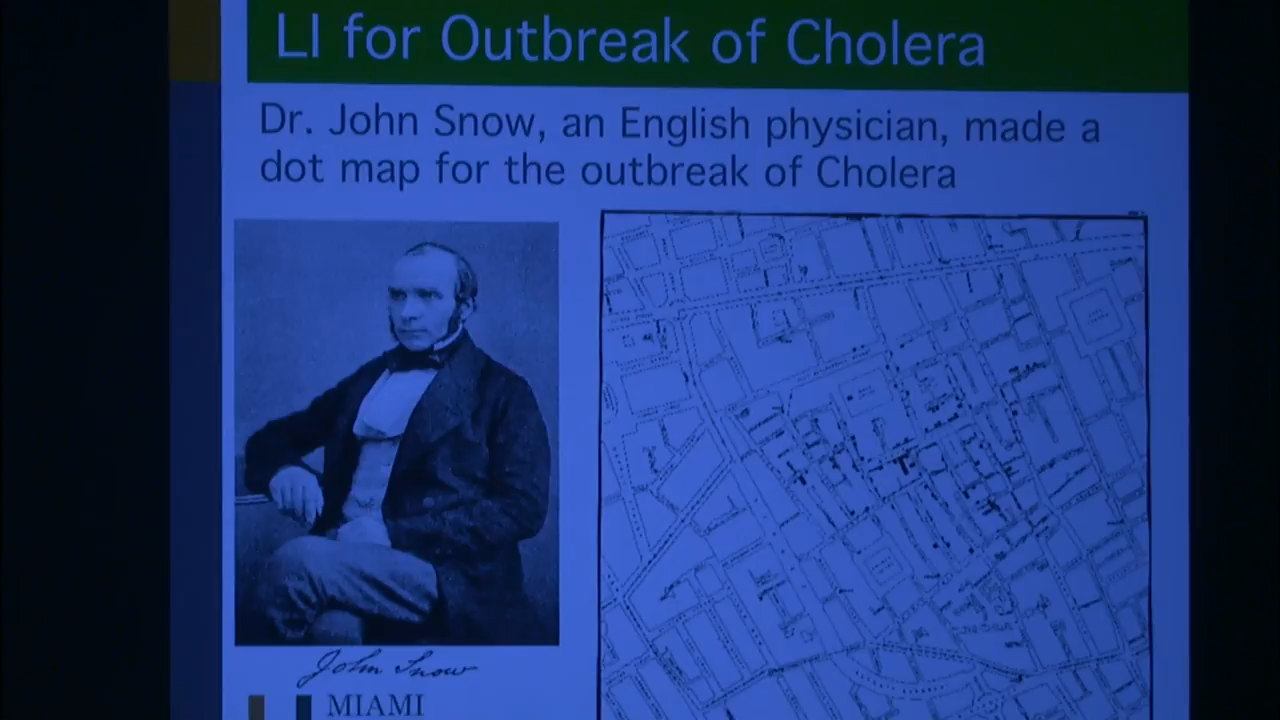 LI for Outbreak of Cholera
Dr. John Snow, an English physician, made a
dot map for the outbreak of Cholera
John Snow
MIAMI